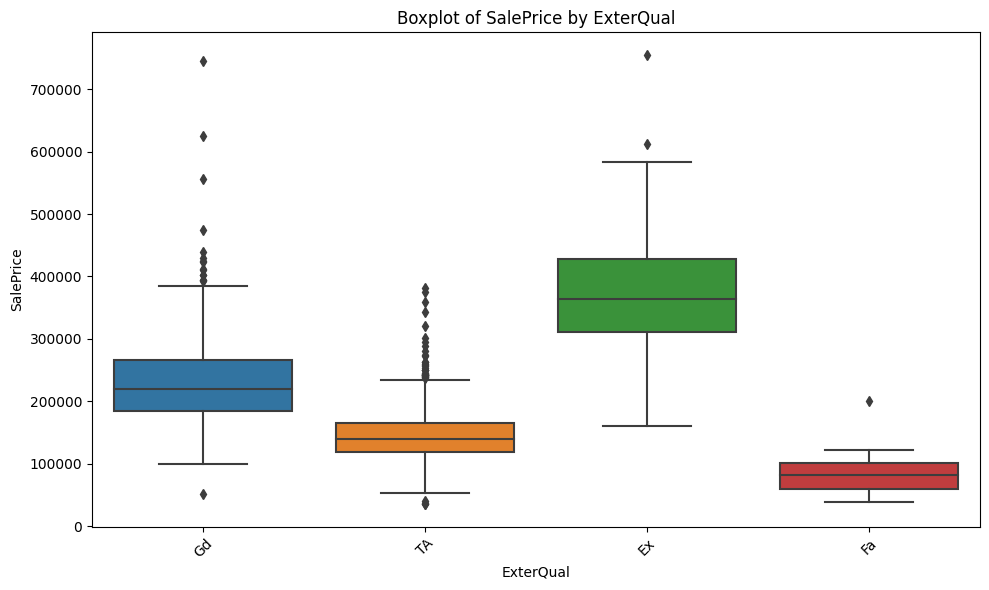 Boxplot of SalePrice by ExterQual
700000
600000
500000
400000
300000
200000
100000
0
SalePrice
Gd
TA
Ex
Fa
ExterQual